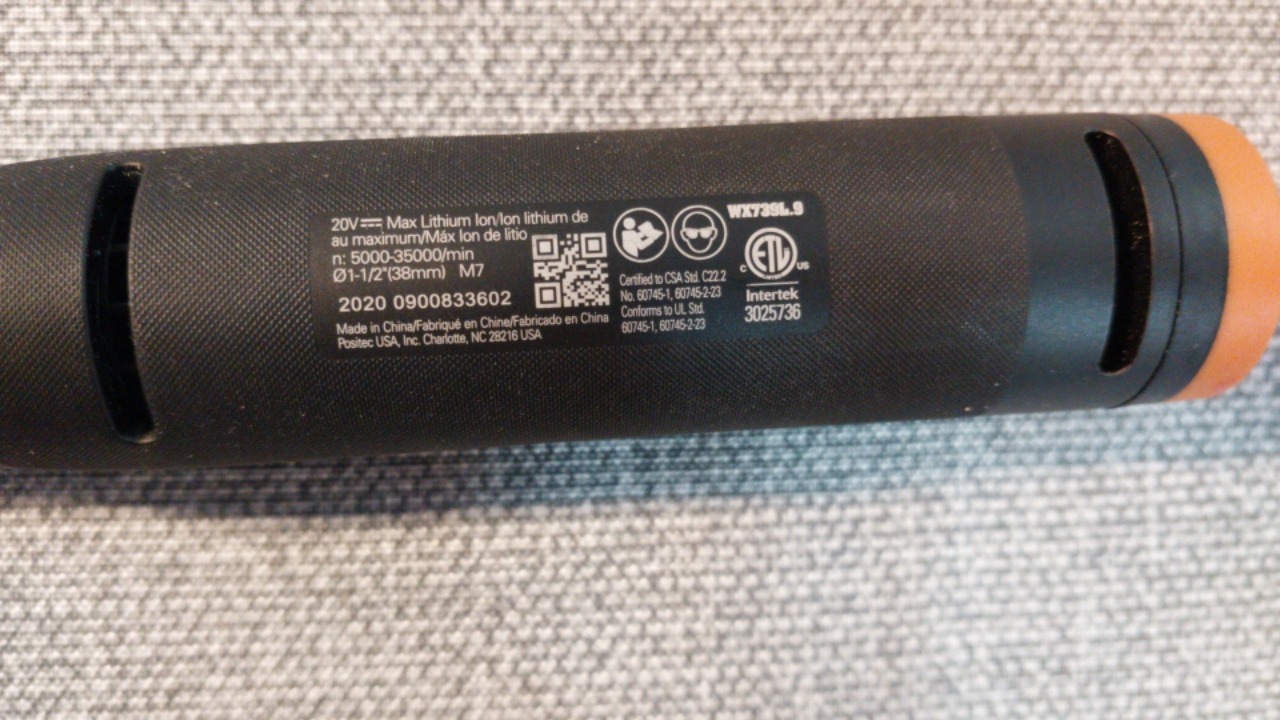 20V⎓ Max Lithium Ion/Ion lithium de
au maximum/Máx Ion de litio
n: 5000-35000/min
Ø1-1/2"(38mm) M7
2020 0900833602
Made in China/Fabriqué en Chine/Fabricado en China
Positec USA, Inc. Charlotte, NC 28216 USA
WX739L.9
Certified to CSA Std. C22.2
No. 60745-1, 60745-2-23
Conforms to UL Std.
60745-1, 60745-2-23
C ETL US
Intertek
3025736